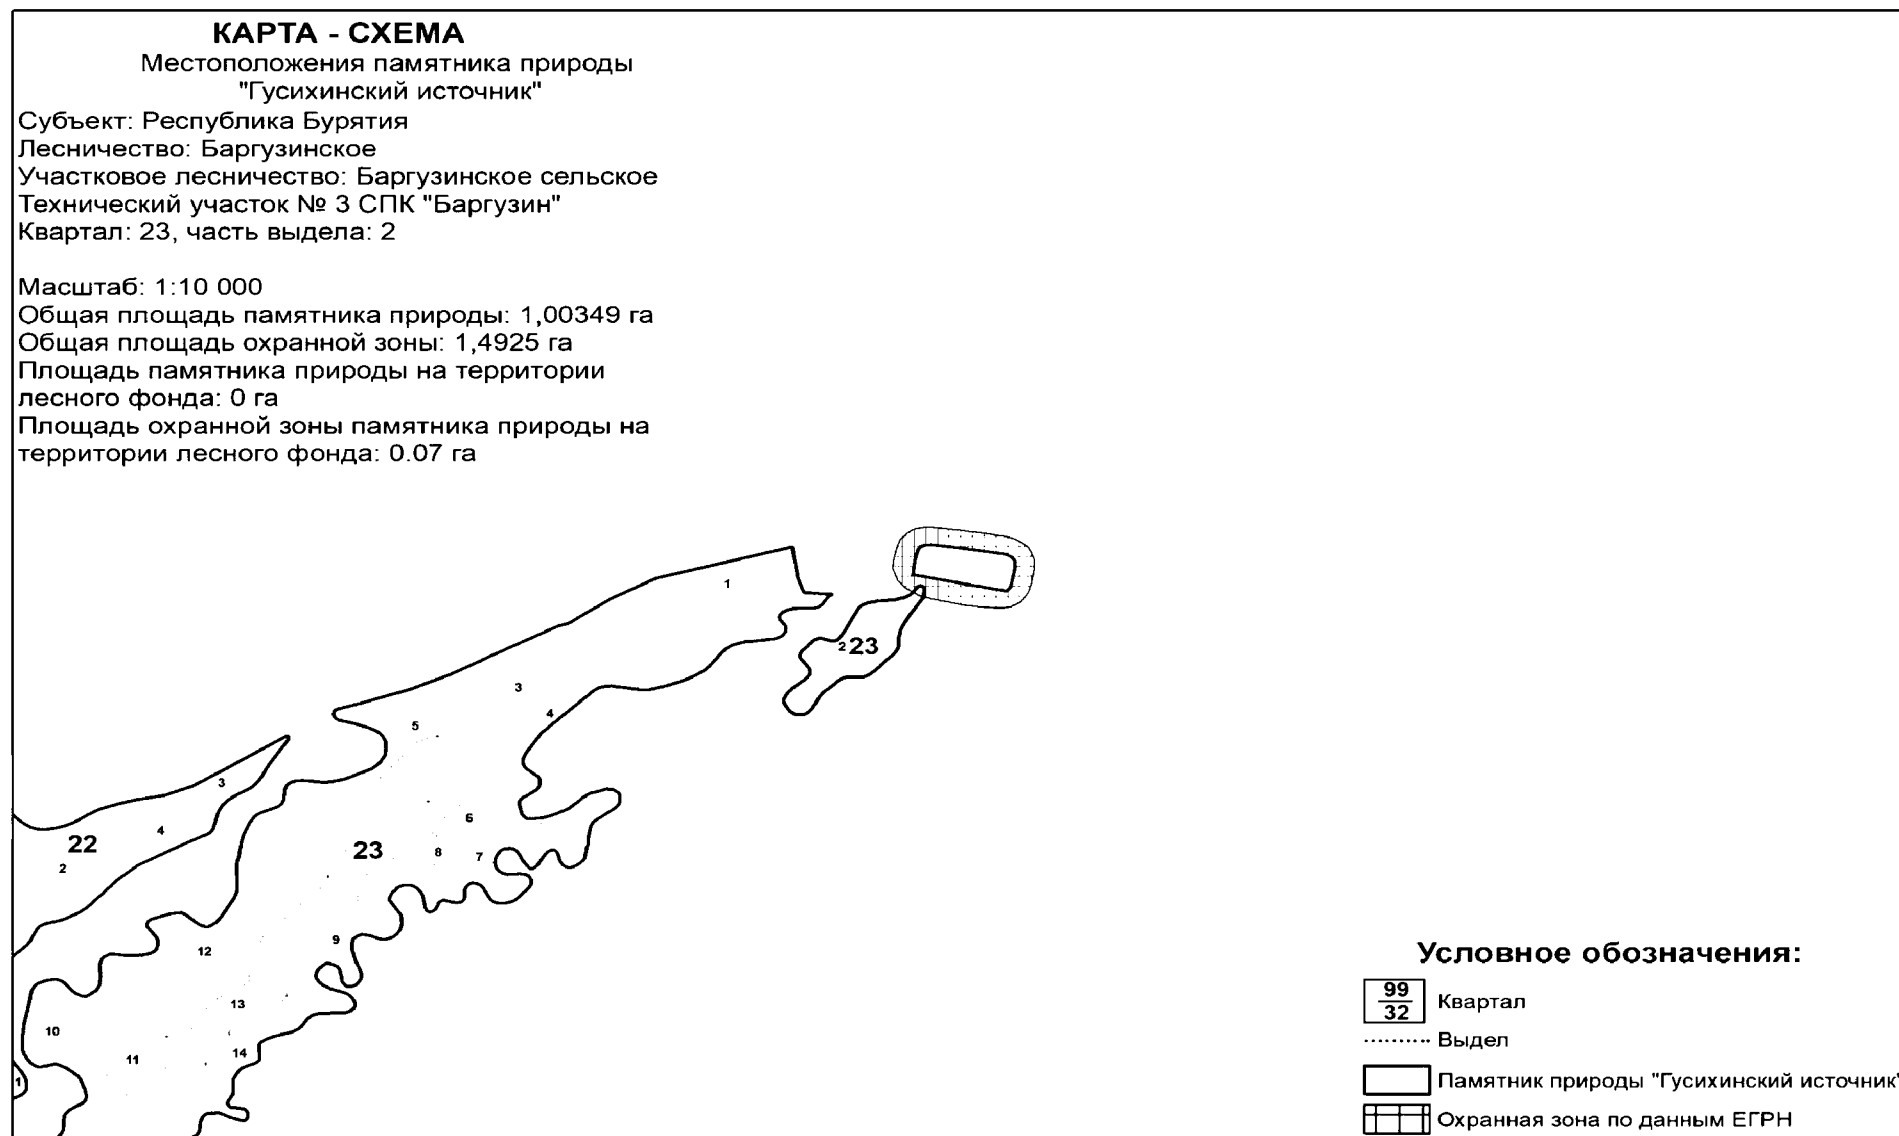 КАРТА - СХЕМА
Местоположения памятника природы
"Гусихинский источник"
Субъект: Республика Бурятия
Лесничество: Баргузинское
Участковое лесничество: Баргузинское сельское
Технический участок № 3 СПК "Баргузин"
Квартал: 23, часть выдела: 2
Масштаб: 1:10 000
Общая площадь памятника природы: 1,00349 га
Общая площадь охранной зоны: 1,4925 га
Площадь памятника природы на территории
лесного фонда: 0 га
Площадь охранной зоны памятника природы на
территории лесного фонда: 0.07 га
1
2 23
3
4
5
3
4
22
2
6
23
8
7
9
12
13
10
11
14
1
Условное обозначения:
99
32
Квартал
Выдел
Памятник природы "Гусихинский источник"
Охранная зона по данным ЕГРН